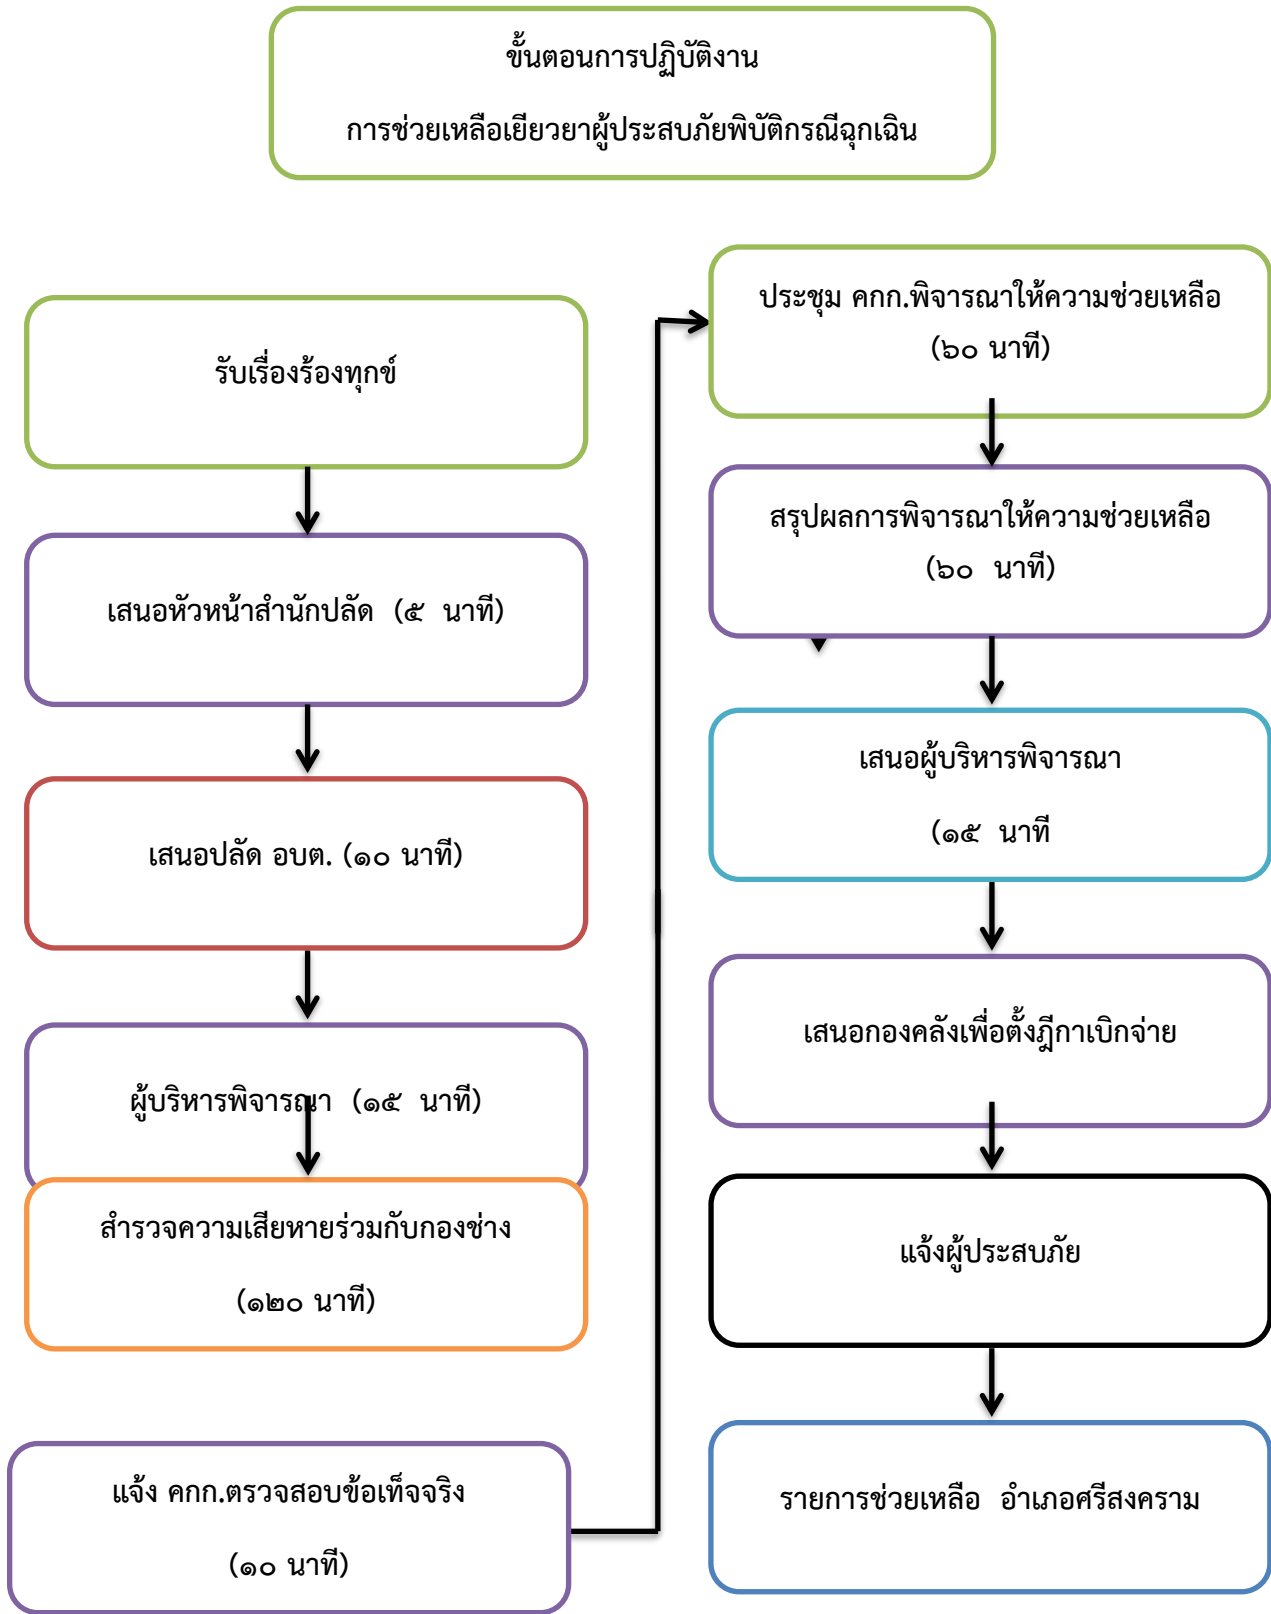 ขั้นตอนการปฏิบัติงาน
การช่วยเหลือเยียวยาผู้ประสบภัยพิบัติกรณีฉุกเฉิน
รับเรื่องร้องทุกข์
เสนอหัวหน้าสำนักปลัด (๕ นาที)
เสนอปลัด อบต. (๑๐ นาที)
ผู้บริหารพิจารณา (๑๕ นาที)
สำรวจความเสียหายร่วมกับกองช่าง
(๑๒๐ นาที)
แจ้ง คกก.ตรวจสอบข้อเท็จจริง
(๑๐ นาที)
ประชุม คกก.พิจารณาให้ความช่วยเหลือ
(๖๐ นาที)
สรุปผลการพิจารณาให้ความช่วยเหลือ
(๖๐ นาที)
เสนอผู้บริหารพิจารณา
(๑๕ นาที
เสนอกองคลังเพื่อตั้งฎีกาเบิกจ่าย
แจ้งผู้ประสบภัย
รายการช่วยเหลือ อำเภอศรีสงคราม